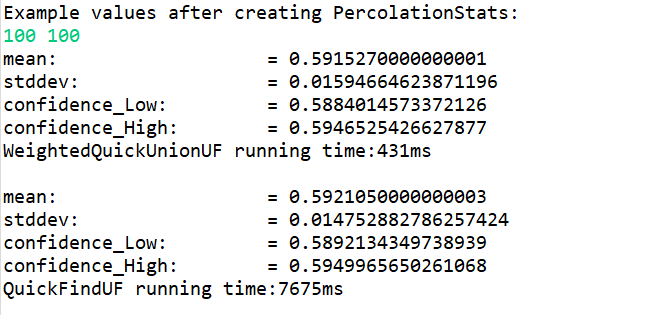 Example values after creating PercolationStats:
100 100
mean:                   = 0.5915270000000001
stddev:                 = 0.01594664623871196
confidence_Low:         = 0.5884014573372126
confidence_High:        = 0.5946525426627877
WeightedQuickUnionUF running time:431ms
mean:                   = 0.5921050000000003
stddev:                 = 0.014752882786257424
confidence_Low:         = 0.5892134349738939
confidence_High:        = 0.5949965650261068
QuickFindUF running time:7675ms